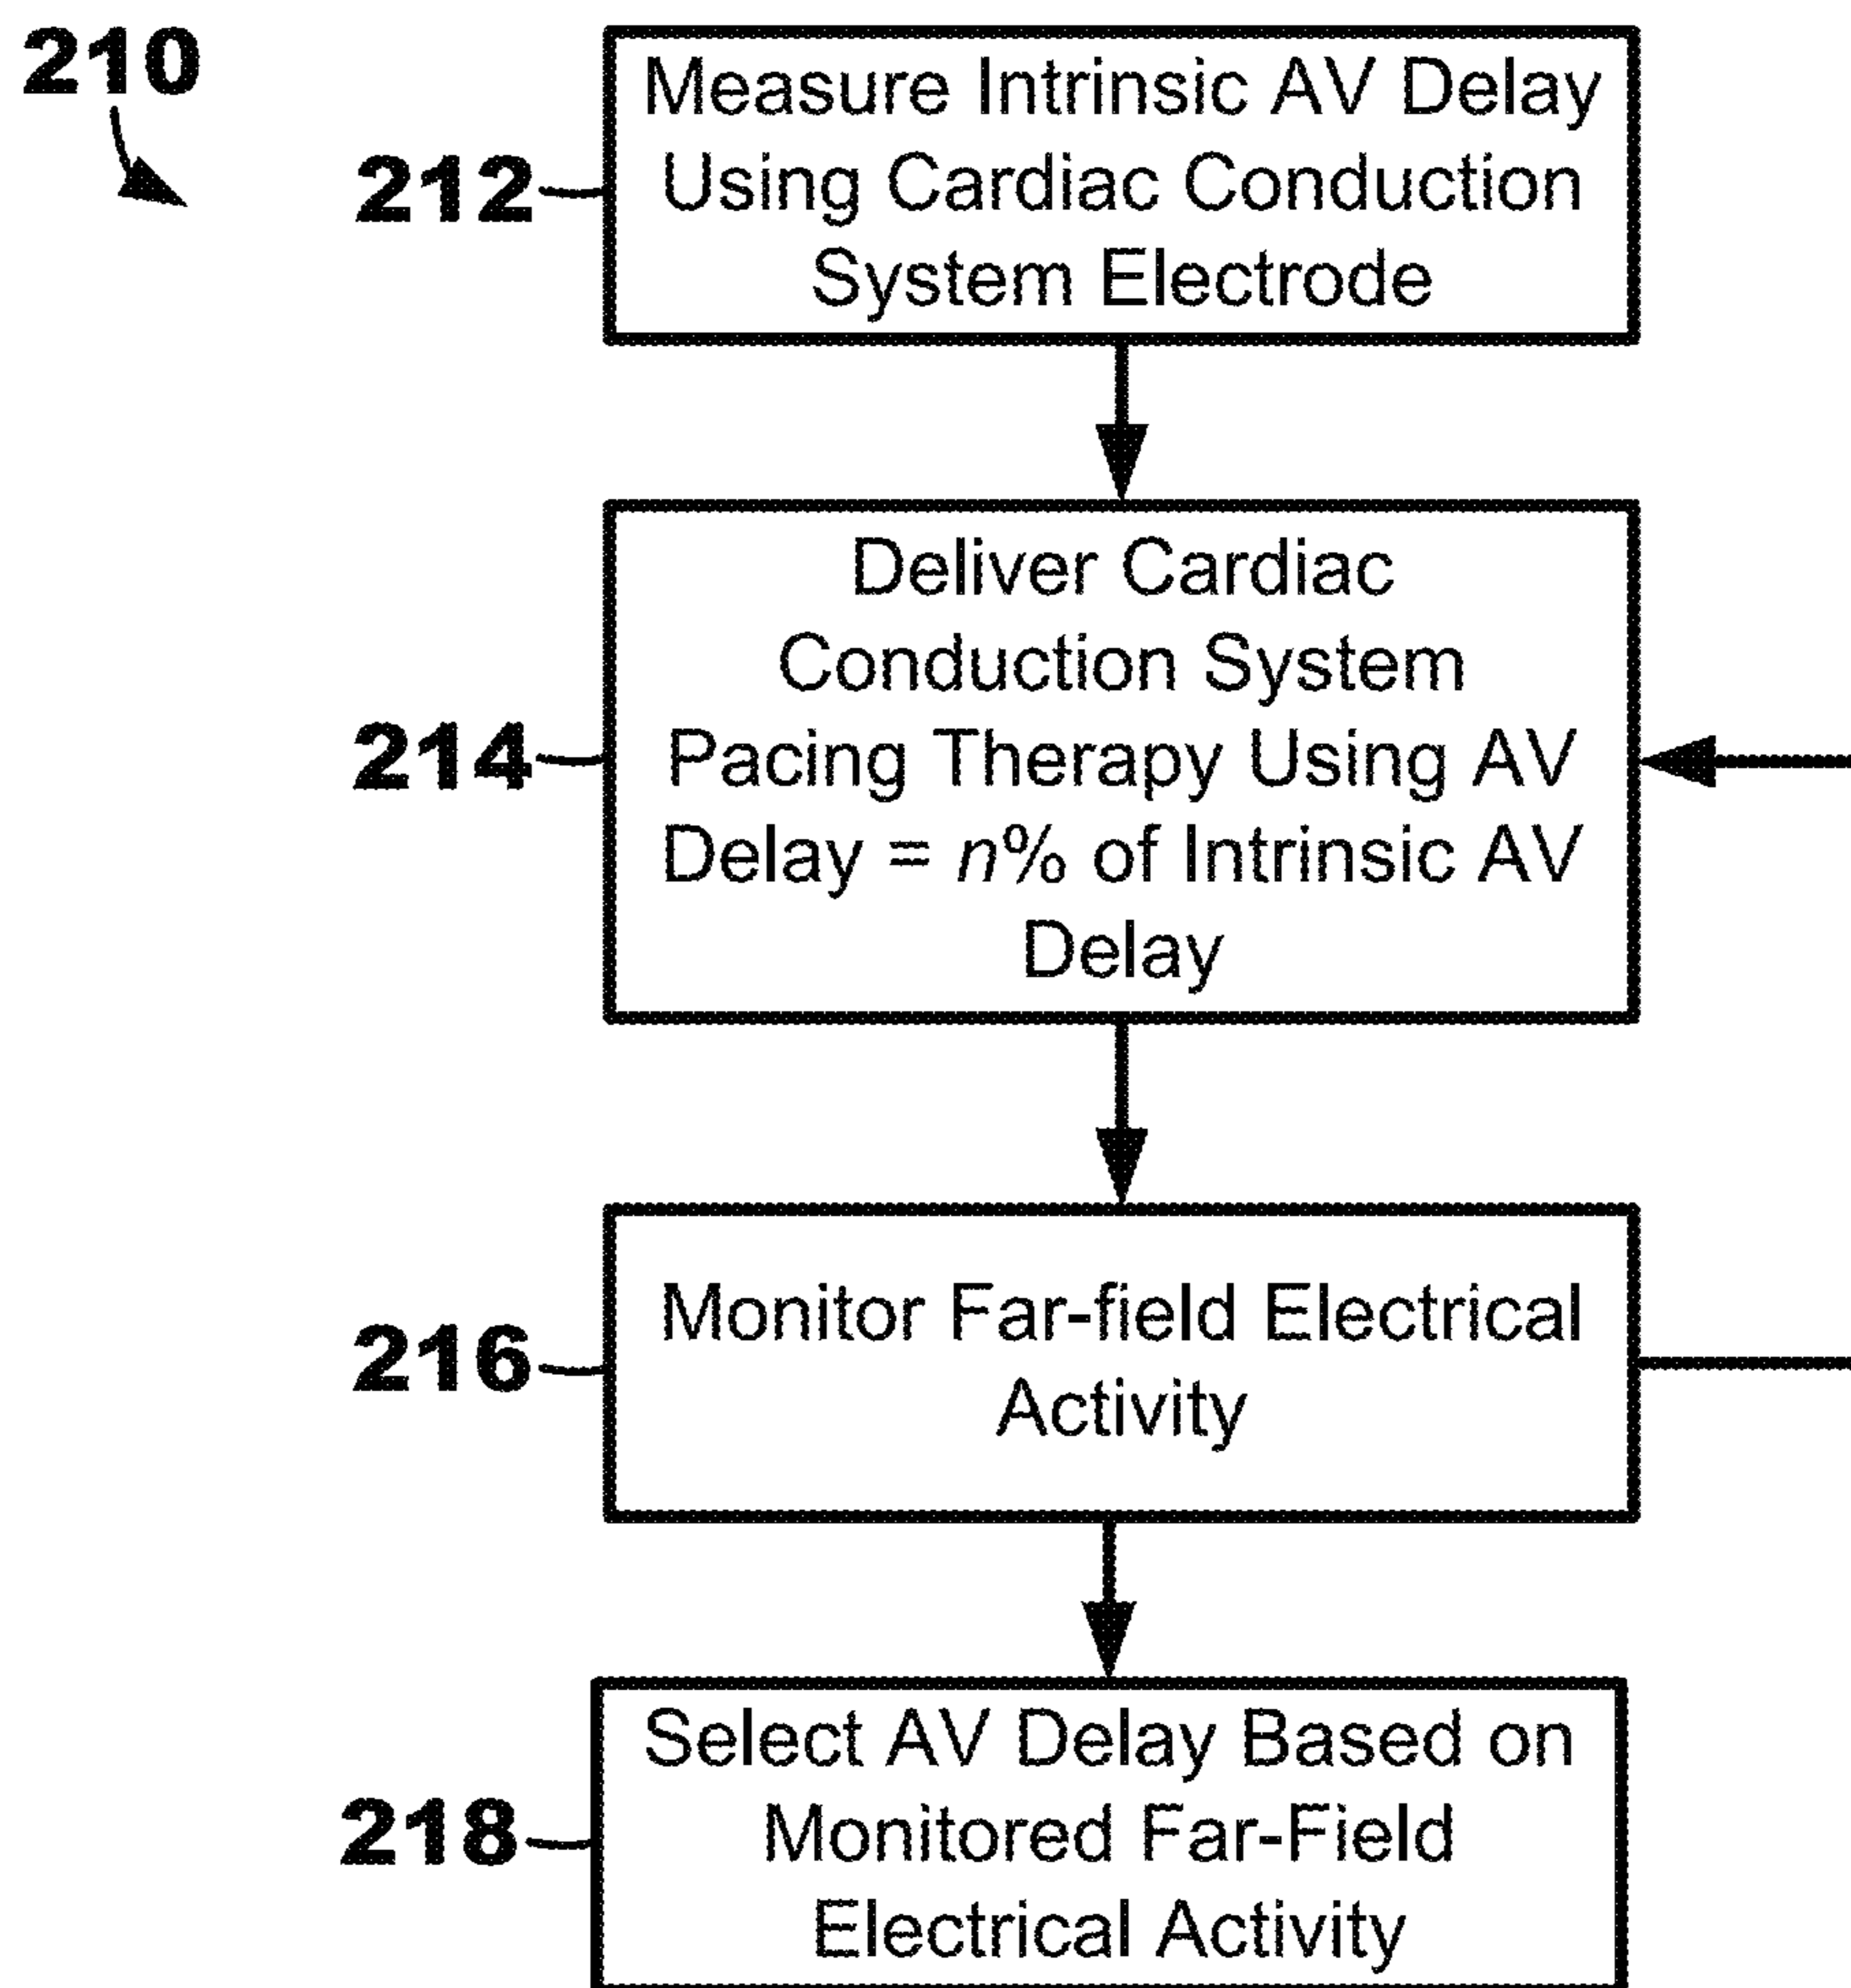 210
212
Measure Intrinsic AV Delay
Using Cardiac Conduction
System Electrode
214
Deliver Cardiac
Conduction System
Pacing Therapy Using AV
Delay = n% of Intrinsic AV
Delay
216
Monitor Far-field Electrical
Activity
218
Select AV Delay Based on
Monitored Far-Field
Electrical Activity